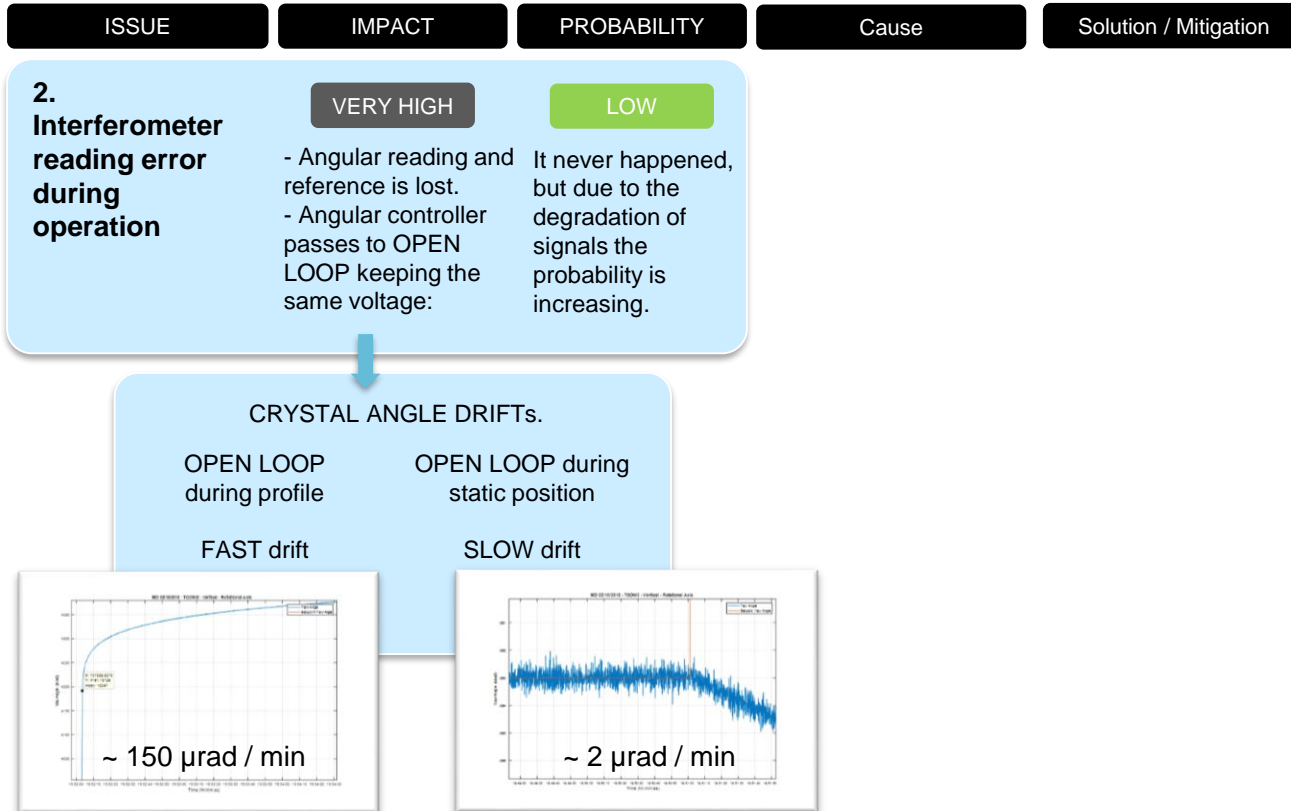 ISSUE
IMPACT
PROBABILITY
Cause
Solution / Mitigation
2.
Interferometer
reading error
during
operation
VERY HIGH
- Angular reading and
reference is lost.
- Angular controller
passes to OPEN
LOOP keeping the
same voltage:
LOW
It never happened,
but due to the
degradation of
signals the
probability is
increasing.
CRYSTAL ANGLE DRIFTs.
OPEN LOOP
during profile
FAST drift
OPEN LOOP during
static position
SLOW drift
~ 150 μrad / min
~ 2 μrad / min